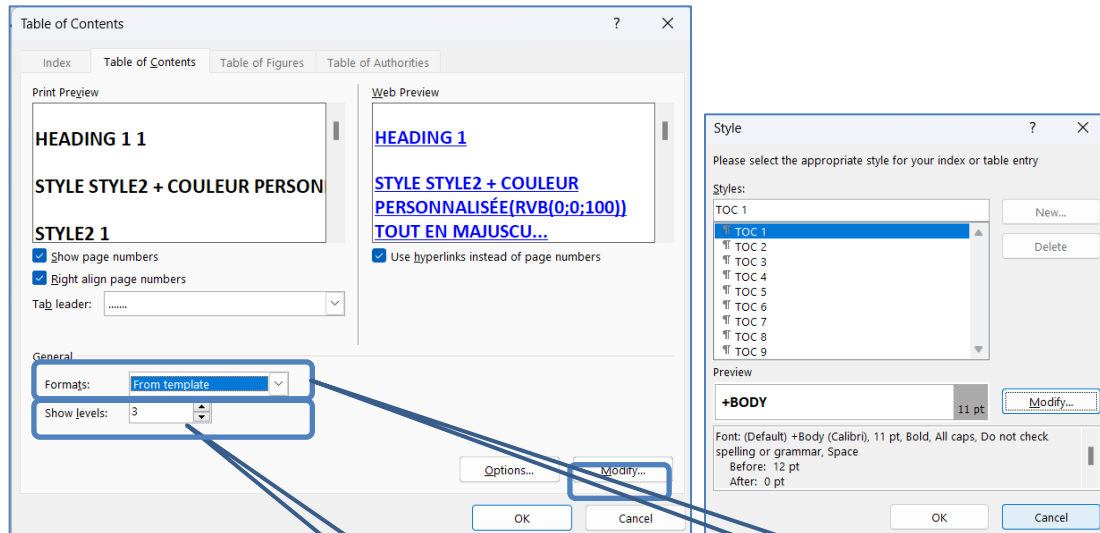 Table of Contents ? ×
Index Table of Contents Table of Figures Table of Authorities
Print Preview
HEADING 1 1
STYLE STYLE2 + COULEUR PERSON
STYLE2 1
Show page numbers
Right align page numbers
Tab leader: .......
Web Preview
HEADING 1
STYLE STYLE2 + COULEUR
PERSONNALISÉE(RVB(0;0;100))
TOUT EN MAJUSCU...
Use hyperlinks instead of page numbers
General
Formats: From template
Show levels: 3
Options... Modify...
OK Cancel
Style ? ×
Please select the appropriate style for your index or table entry
Styles:
TOC 1
New...
Delete
¶ TOC 1
¶ TOC 2
¶ TOC 3
¶ TOC 4
¶ TOC 5
¶ TOC 6
¶ TOC 7
¶ TOC 8
¶ TOC 9
Preview
+BODY 11 pt
Modify...
Font: (Default) +Body (Calibri), 11 pt, Bold, All caps, Do not check
spelling or grammar, Space
Before: 12 pt
After: 0 pt
OK Cancel